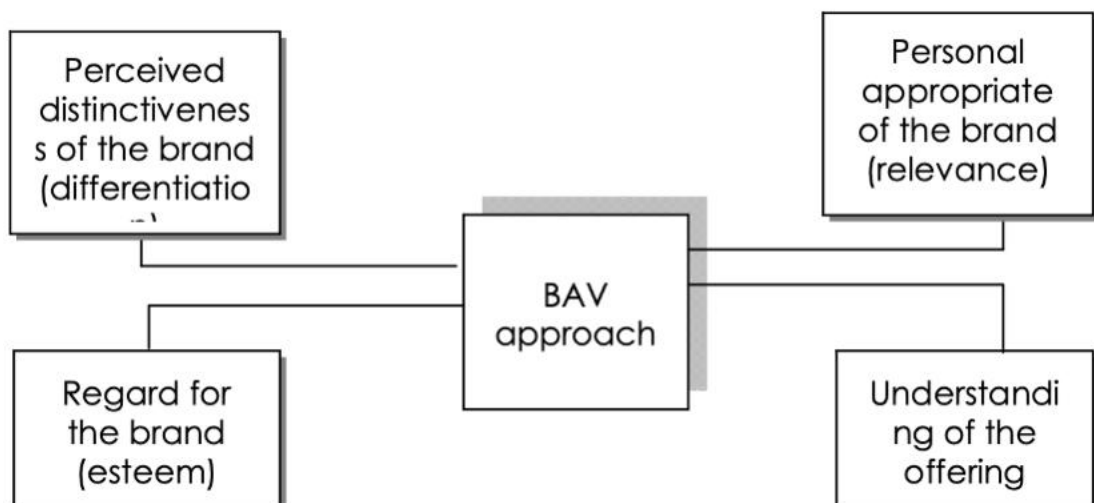 Perceived
distinctivenes
s of the brand
(differentiatio
n)
Personal
appropriate
of the brand
(relevance)
BAV
approach
Regard for
the brand
(esteem)
Understandi
ng of the
offering